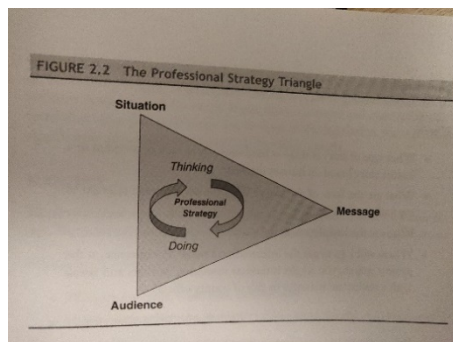 FIGURE 2.2 The Professional Strategy Triangle
Situation
Thinking
Professional
Strategy
Message
Doing
Audience